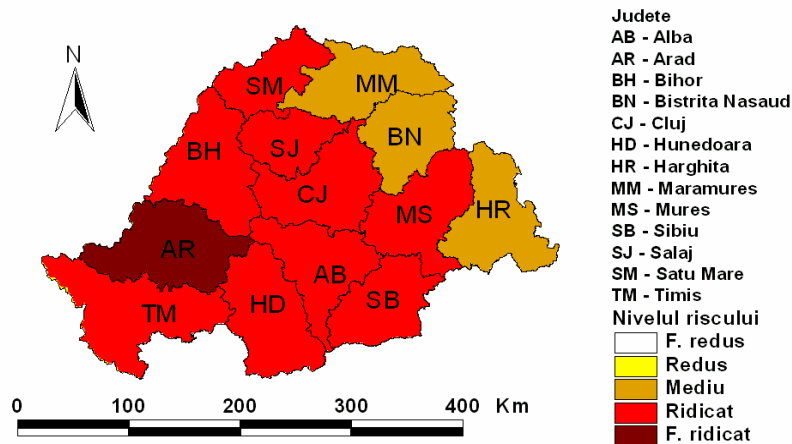 N
SM
MM
BH
SJ
BN
CJ
MS
HR
AR
AB
TM
HD
SB
0 100 200 300 400 Km
Judete
AB - Alba
AR - Arad
BH - Bihor
BN - Bistrita Nasaud
CJ - Cluj
HD - Hunedoara
HR - Harghita
MM - Maramures
MS - Mures
SB - Sibiu
SJ - Salaj
SM - Satu Mare
TM - Timis
Nivelul riscului
F. redus
Redus
Mediu
Ridicat
F. ridicat